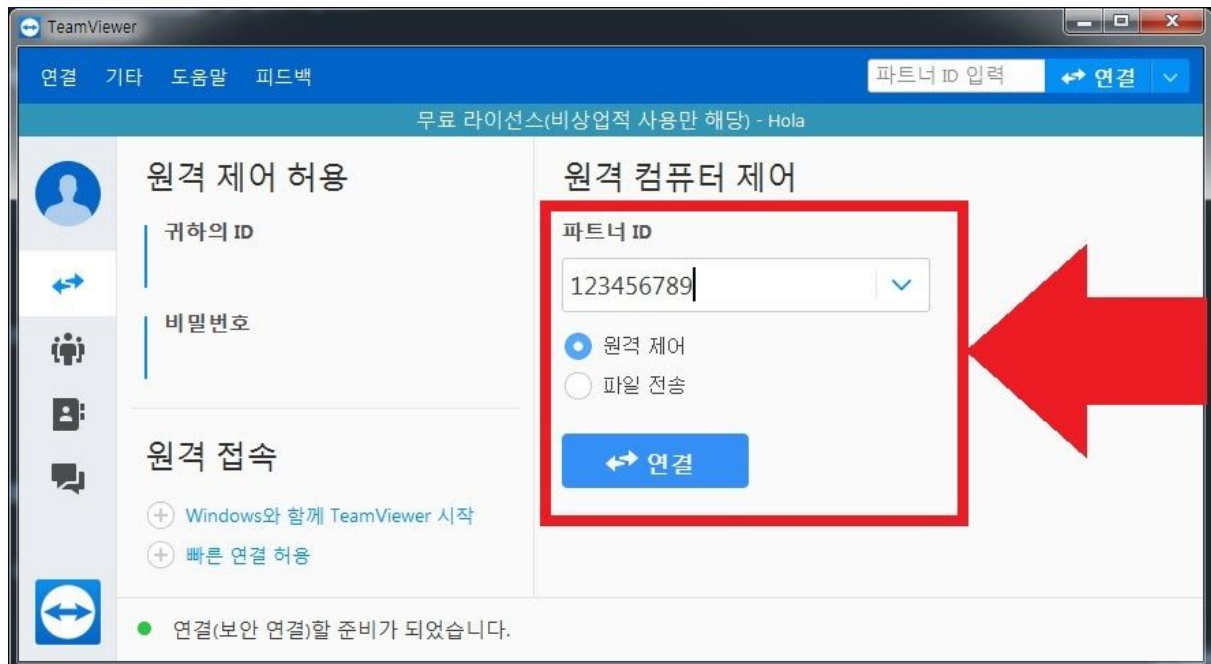 TeamViewer
연결 기타 도움말 피드백
파트너 ID 입력
연결
무료 라이선스(비상업적 사용만 해당) - Hola
원격 제어 허용
귀하의 ID
비밀번호
원격 접속
Windows와 함께 TeamViewer 시작
빠른 연결 허용
원격 컴퓨터 제어
파트너 ID
123456789
원격 제어
파일 전송
연결
연결(보안 연결)할 준비가 되었습니다.